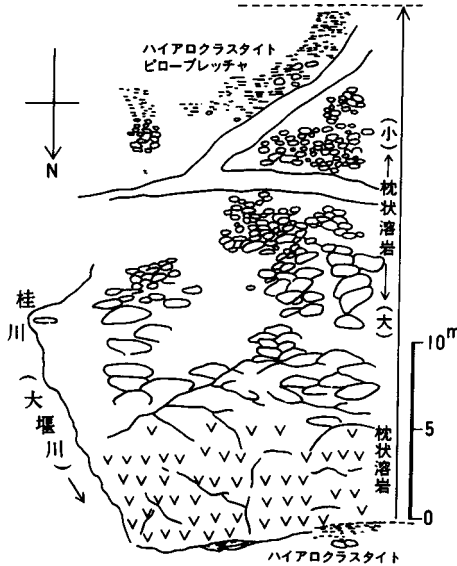 ハイアロクラスタイト
ピローブレッチャ
N
(小)
↑
枕状溶岩
↓
(大)
桂川
(大堰川)
10m
5
0
枕状溶岩
ハイアロクラスタイト